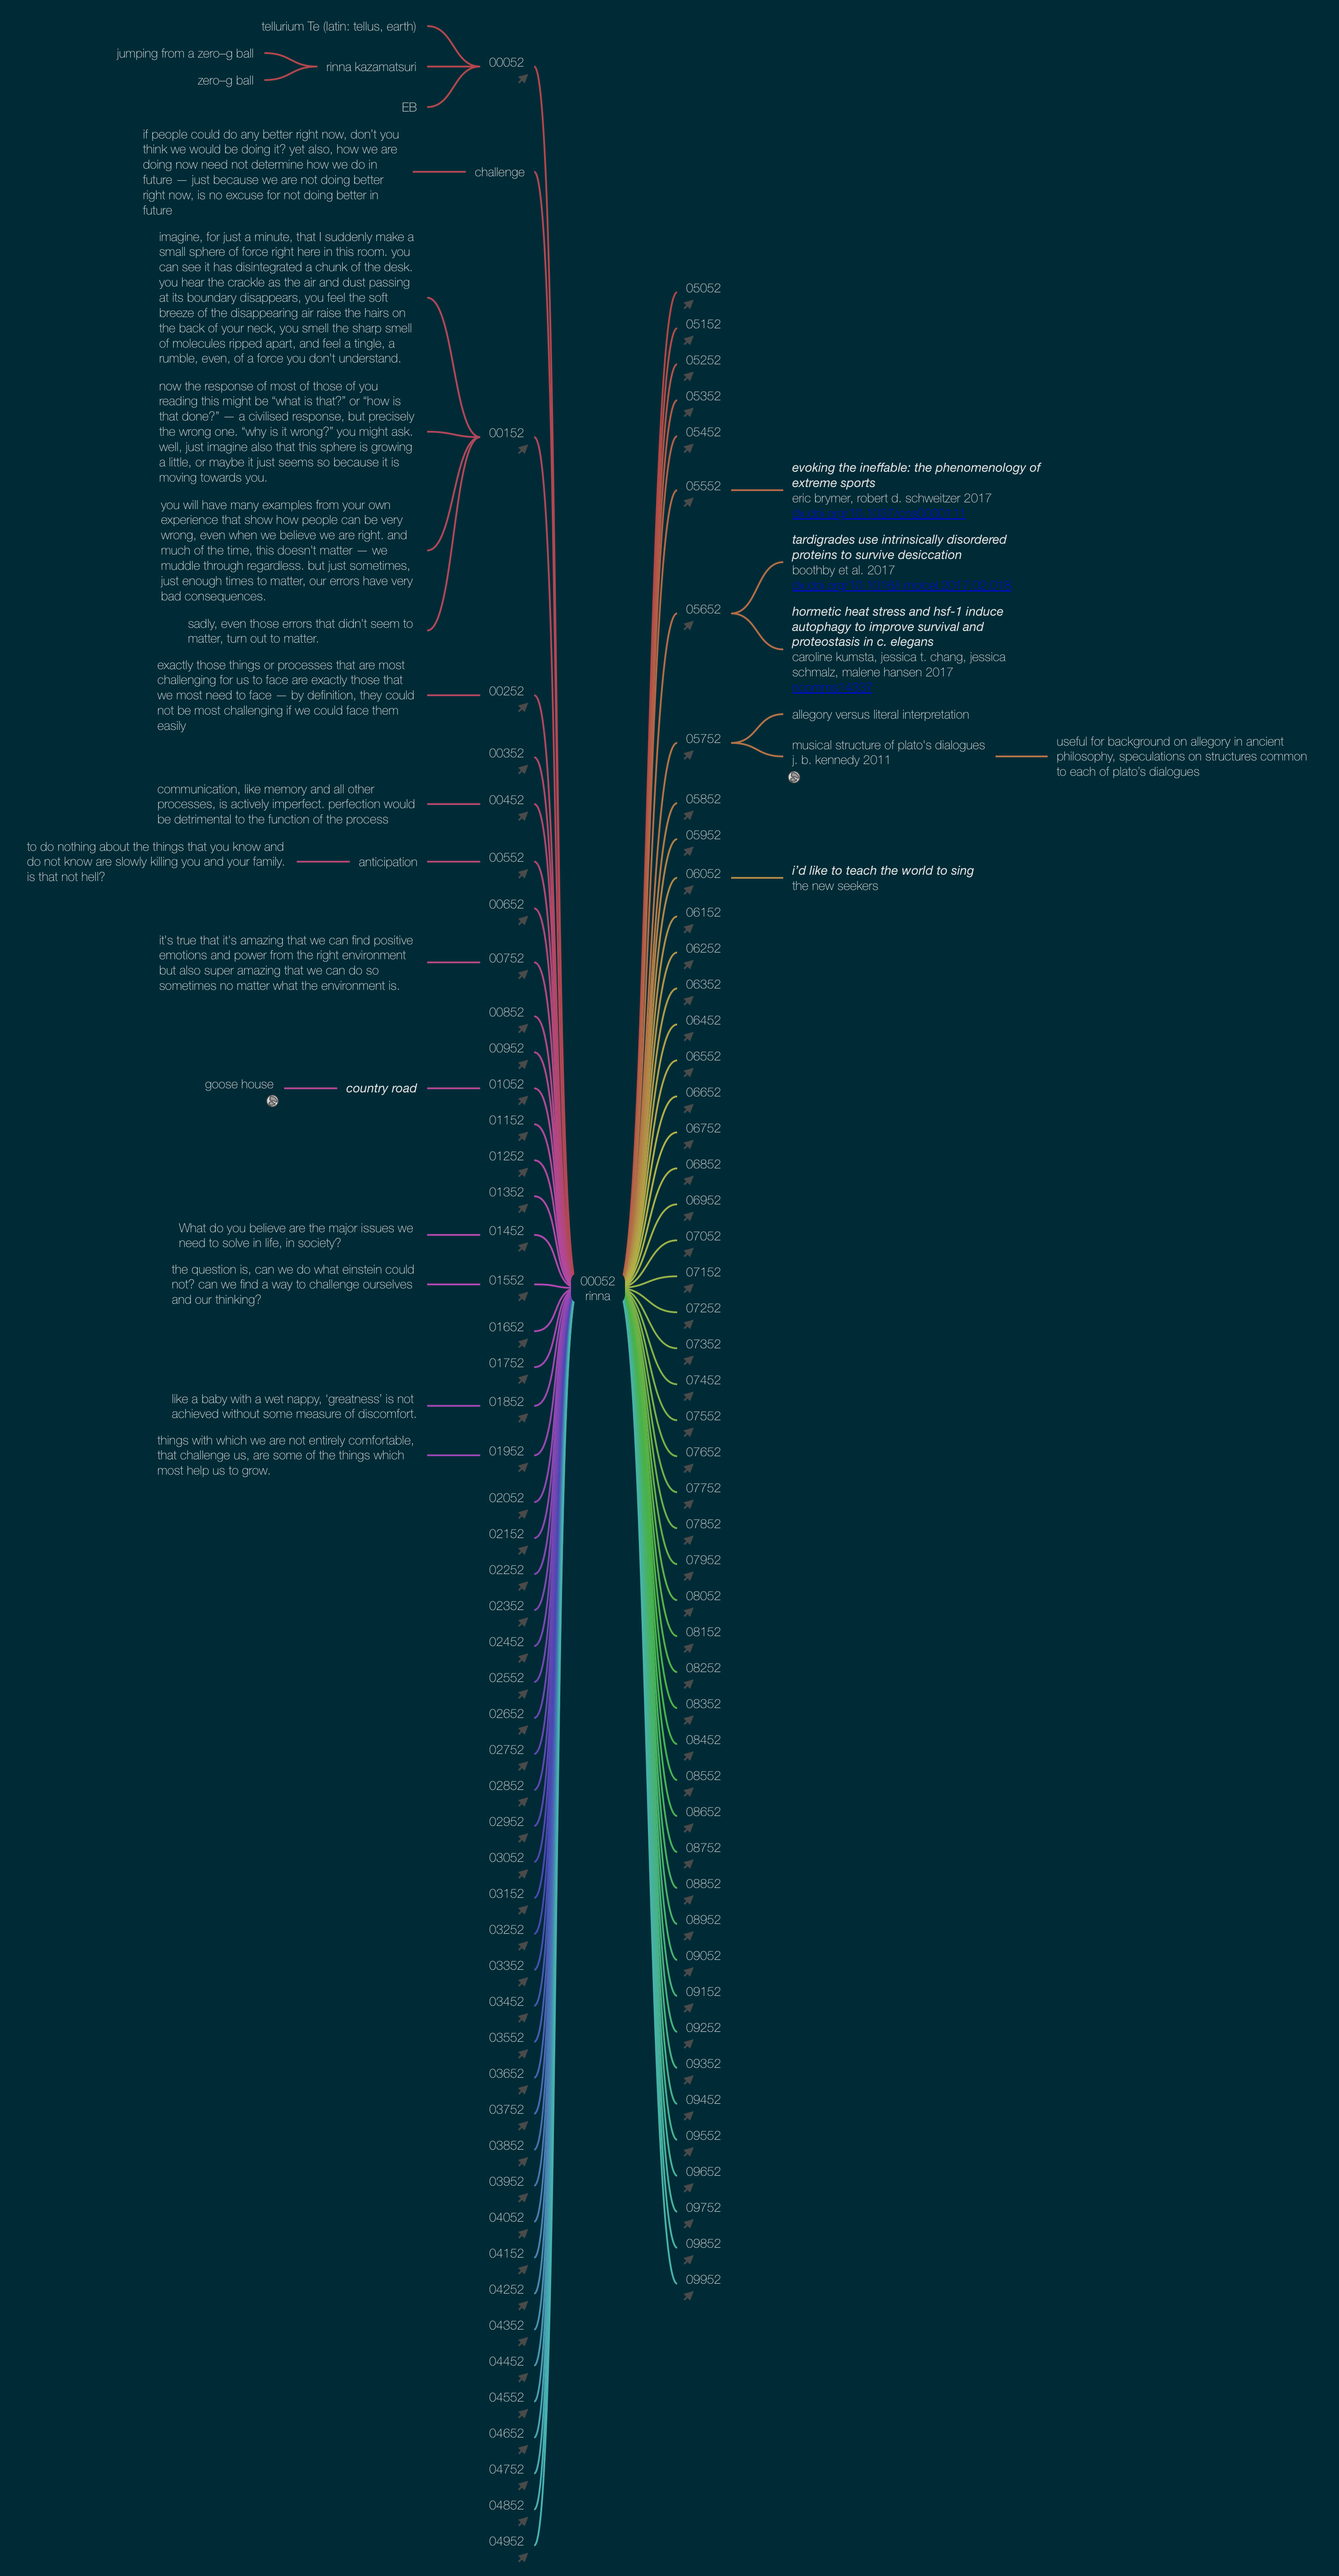 tellurium Te (latin: tellus, earth)
jumping from a zero–g ball
zero–g ball
rinna kazamatsuri
EB
00052
if people could do any better right now, don't you
think we would be doing it? yet also, how we are
doing now need not determine how we do in
future — just because we are not doing better
right now, is no excuse for not doing better in
future
challenge
imagine, for just a minute, that I suddenly make a
small sphere of force right here in this room. you
can see it has disintegrated a chunk of the desk.
you hear the crackle as the air and dust passing
at its boundary disappears, you feel the soft
breeze of the disappearing air raise the hairs on
the back of your neck, you smell the sharp smell
of molecules ripped apart, and feel a tingle, a
rumble, even, of a force you don't understand.
now the response of most of those of you
reading this might be “what is that?” or “how is
that done?” — a civilised response, but precisely
the wrong one. “why is it wrong?” you might ask.
well, just imagine also that this sphere is growing
a little, or maybe it just seems so because it is
moving towards you.
you will have many examples from your own
experience that show how people can be very
wrong, even when we believe we are right. and
much of the time, this doesn't matter — we
muddle through regardless. but just sometimes,
just enough times to matter, our errors have very
bad consequences.
sadly, even those errors that didn't seem to
matter, turn out to matter.
00152
exactly those things or processes that are most
challenging for us to face are exactly those that
we most need to face — by definition, they could
not be most challenging if we could face them
easily
00252
00352
communication, like memory and all other
processes, is actively imperfect. perfection would
be detrimental to the function of the process
00452
to do nothing about the things that you know and
do not know are slowly killing you and your family.
is that not hell?
anticipation
00552
00652
it's true that it's amazing that we can find positive
emotions and power from the right environment
but also super amazing that we can do so
sometimes no matter what the environment is.
00752
00852
00952
goose house
country road
01052
01152
01252
01352
What do you believe are the major issues we
need to solve in life, in society?
01452
the question is, can we do what einstein could
not? can we find a way to challenge ourselves
and our thinking?
01552
01652
01752
like a baby with a wet nappy, 'greatness' is not
achieved without some measure of discomfort.
01852
things with which we are not entirely comfortable,
that challenge us, are some of the things which
most help us to grow.
01952
02052
02152
02252
02352
02452
02552
02652
02752
02852
02952
03052
03152
03252
03352
03452
03552
03652
03752
03852
03952
04052
04152
04252
04352
04452
04552
04652
04752
04852
04952
00052
rinna
05052
05152
05252
05352
05452
05552
evoking the ineffable: the phenomenology of
extreme sports
eric brymer, robert d. schweitzer 2017
05652
tardigrades use intrinsically disordered
proteins to survive desiccation
boothby et al. 2017
hormetic heat stress and hsf-1 induce
autophagy to improve survival and
proteostasis in c. elegans
caroline kumsta, jessica t. chang, jessica
schmalz, malene hansen 2017
05752
allegory versus literal interpretation
musical structure of plato's dialogues
j. b. kennedy 2011
useful for background on allegory in ancient
philosophy, speculations on structures common
to each of plato's dialogues
05852
05952
06052
i'd like to teach the world to sing
the new seekers
06152
06252
06352
06452
06552
06652
06752
06852
06952
07052
07152
07252
07352
07452
07552
07652
07752
07852
07952
08052
08152
08252
08352
08452
08552
08652
08752
08852
08952
09052
09152
09252
09352
09452
09552
09652
09752
09852
09952